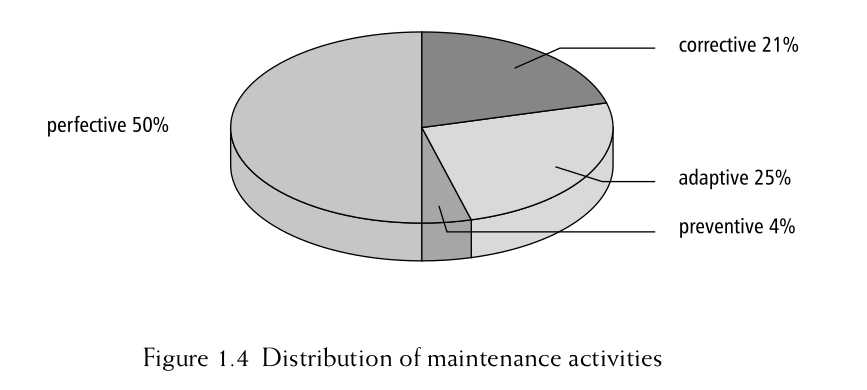 corrective 21%
perfective 50%
adaptive 25%
preventive 4%
Figure 1.4 Distribution of maintenance activities